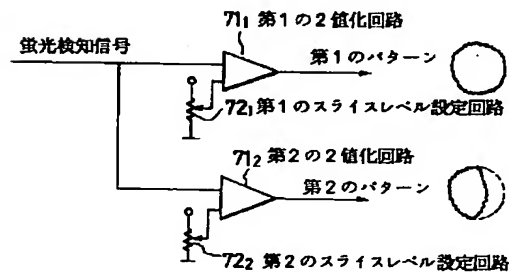 71₁ 第1の2値化回路
蛍光検知信号
第1のパターン
72₁ 第1のスライスレベル設定回路
71₂ 第2の2値化回路
第2のパターン
72₂ 第2のスライスレベル設定回路